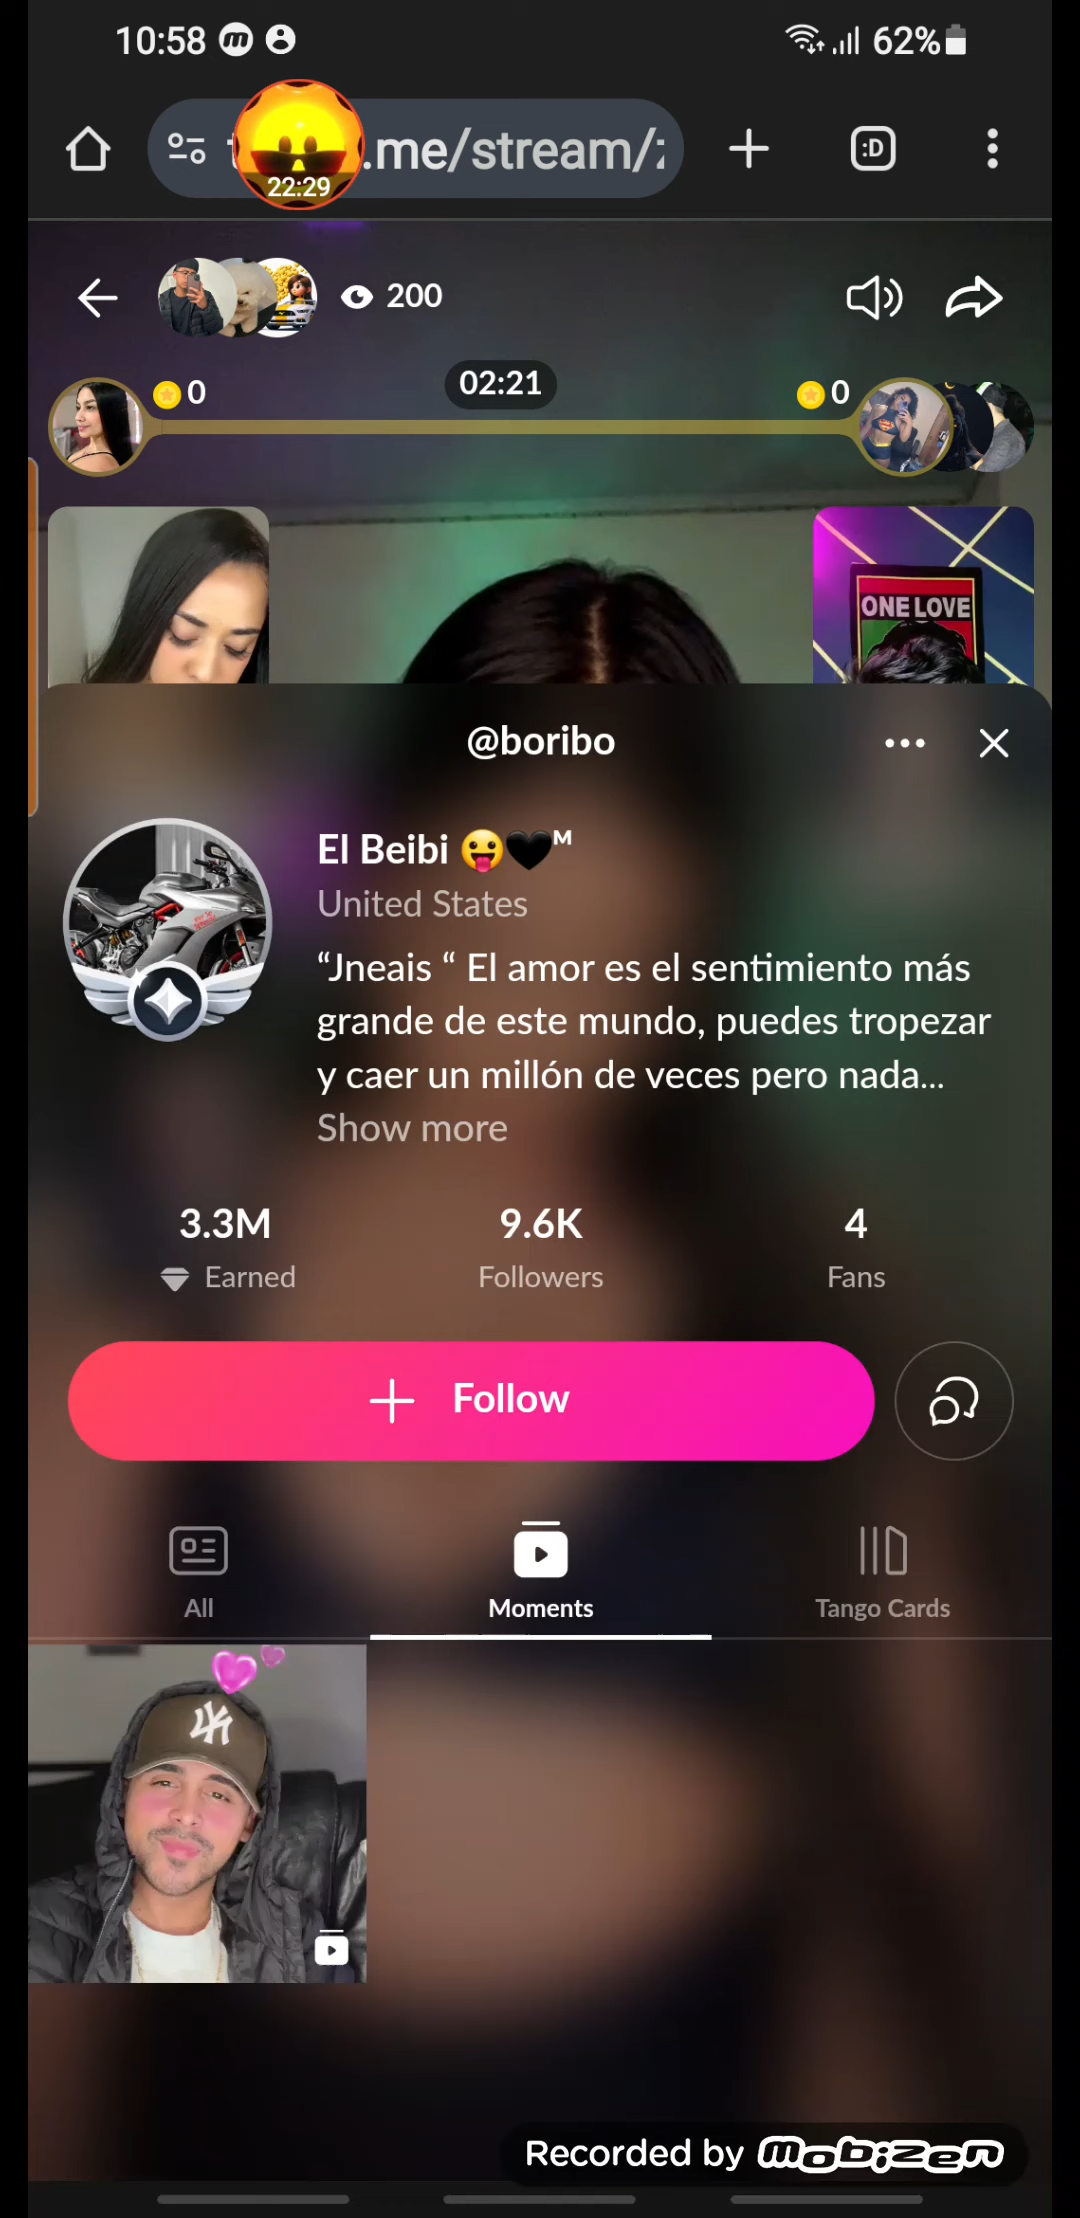 10:58
62%
22:29
.me/stream/
200
0
02:21
0
ONE LOVE
@boribo
El Beibi 😛🖤ᴹ
United States
“Jneais “ El amor es el sentimiento más
grande de este mundo, puedes tropezar
y caer un millón de veces pero nada...
Show more
3.3M
9.6K
4
Earned
Followers
Fans
Follow
All
Moments
Tango Cards
Recorded by mobizen